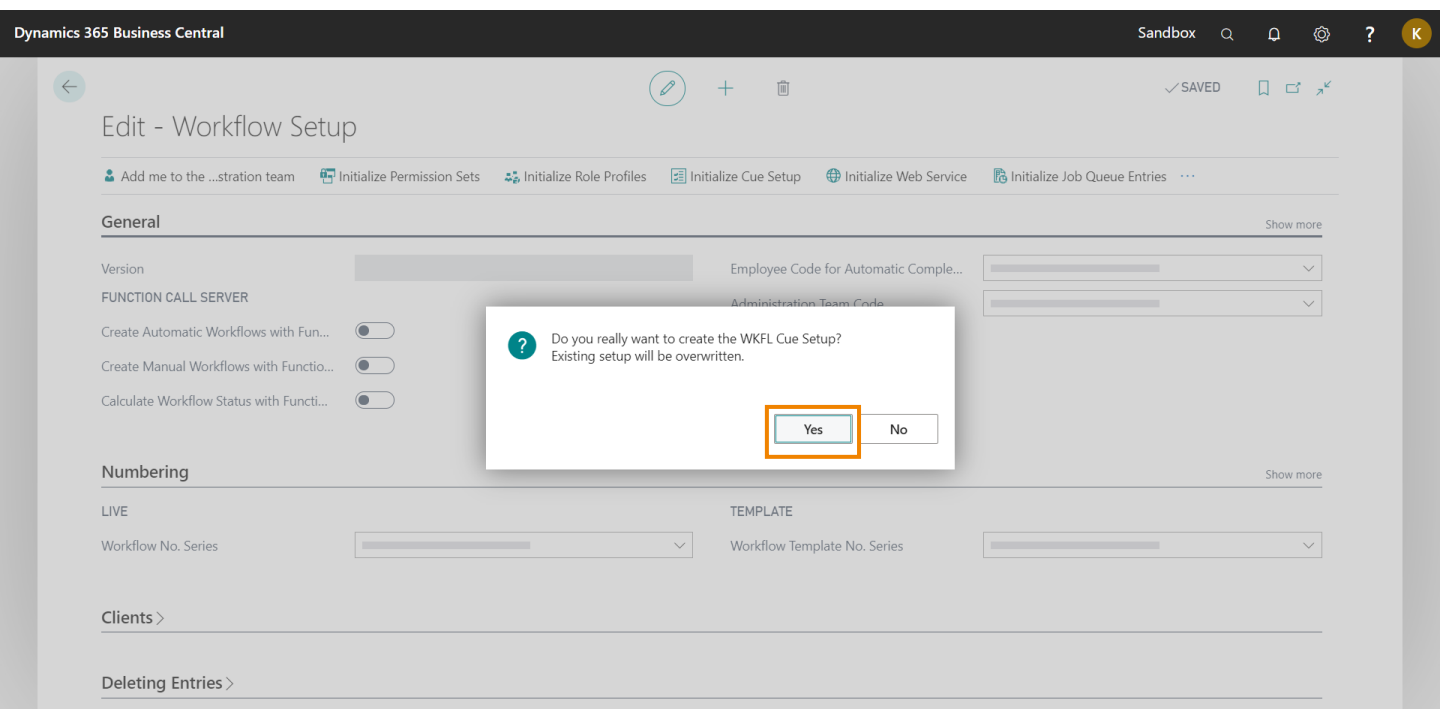 Dynamics 365 Business Central
Sandbox
?
K
SAVED
Edit - Workflow Setup
Add me to the ...stration team
Initialize Permission Sets
Initialize Role Profiles
Initialize Cue Setup
Initialize Web Service
Initialize Job Queue Entries
...
General
Show more
Version
Employee Code for Automatic Comple...
FUNCTION CALL SERVER
Administration Team Code
Create Automatic Workflows with Fun...
Create Manual Workflows with Functio...
Calculate Workflow Status with Functi...
?
Do you really want to create the WKFL Cue Setup?
Existing setup will be overwritten.
Yes
No
Numbering
Show more
LIVE
TEMPLATE
Workflow No. Series
Workflow Template No. Series
Clients
Deleting Entries